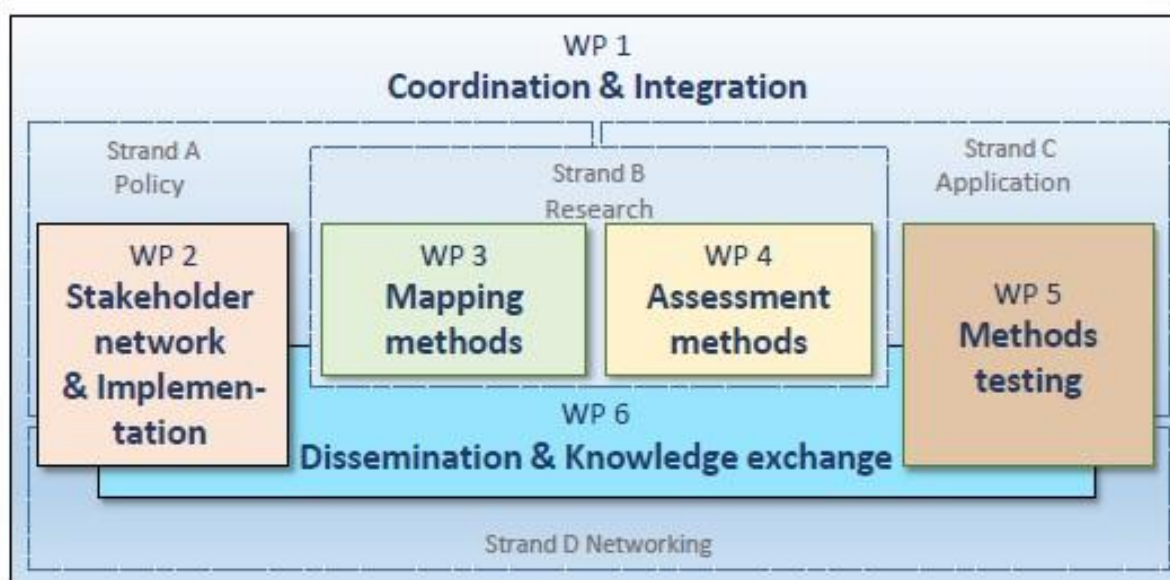 WP 1
Coordination & Integration
Strand A
Policy
Strand B
Research
Strand C
Application
WP 2
Stakeholder
network
& Implemen-
tation
WP 3
Mapping
methods
WP 4
Assessment
methods
WP 5
Methods
testing
WP 6
Dissemination & Knowledge exchange
Strand D Networking